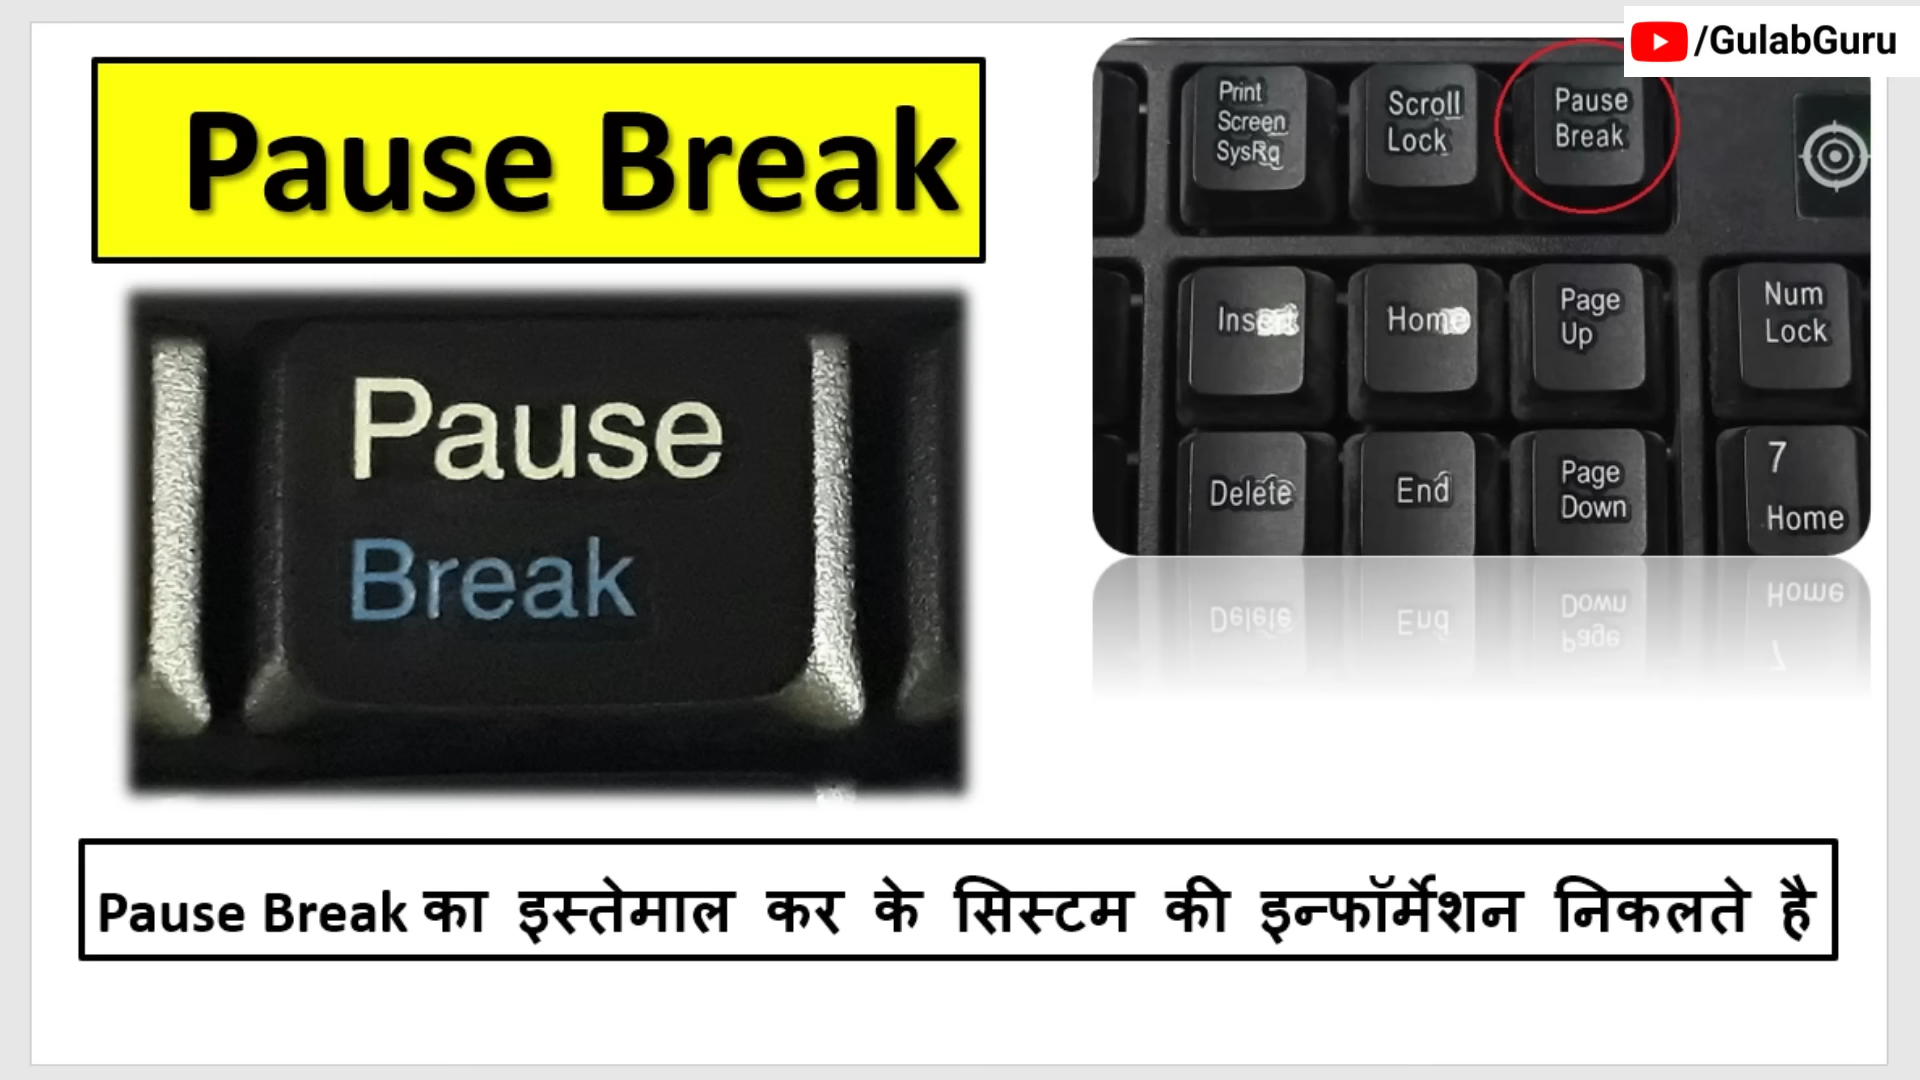 /GulabGuru
Pause Break
Print
Screen
SysRq
Scroll
Lock
Pause
Break
Insert
Home
Page
Up
Num
Lock
Delete
End
Page
Down
7
Home
Pause
Break
Pause Break का इस्तेमाल कर के सिस्टम की इन्फॉर्मेशन निकलते है